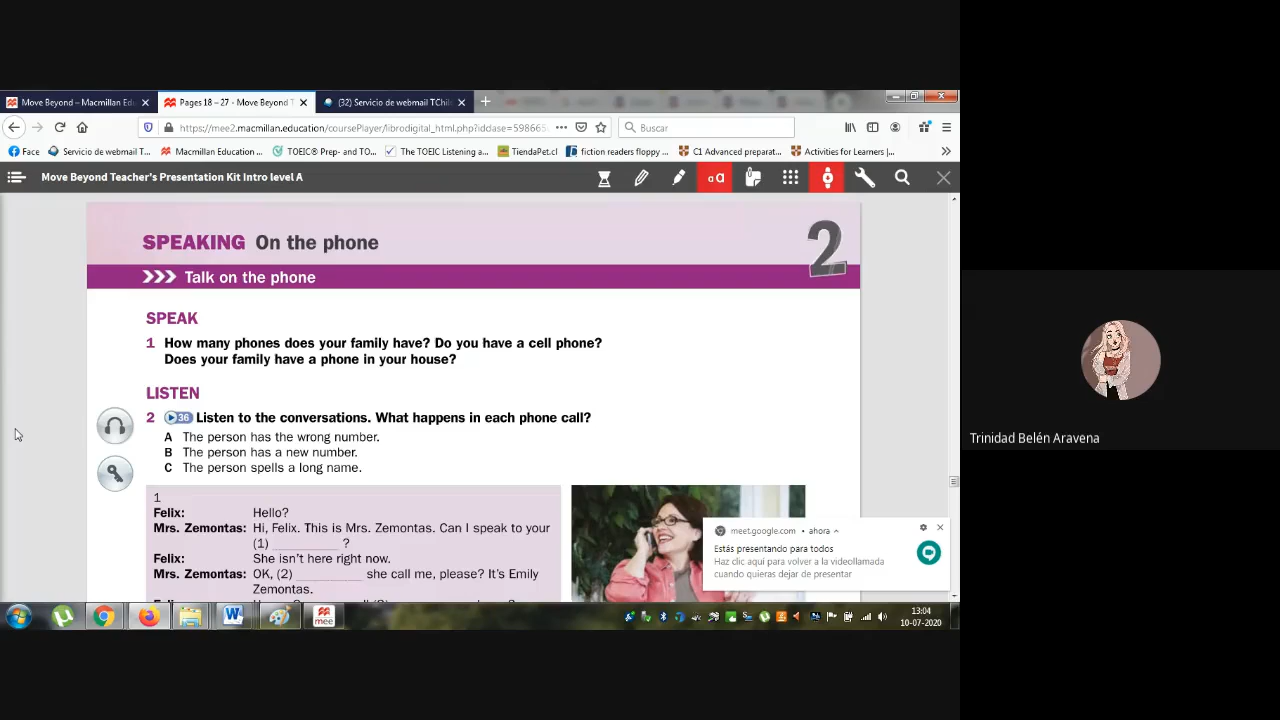 Move Beyond – Macmillan Edu
Pages 18 – 27 - Move Beyond T
(32) Servicio de webmail TChil
https://mee2.macmillan.education/coursePlayer/librodigital_html.php?idclase=598665
Buscar
Face
Servicio de webmail T...
Macmillan Education ...
TOEIC® Prep- and TO...
The TOEIC Listening a...
TiendaPet.cl
fiction readers floppy ...
C1 Advanced preparat...
Activities for Learners |...
Move Beyond Teacher's Presentation Kit Intro level A
aa
SPEAKING On the phone
2
Talk on the phone
SPEAK
1 How many phones does your family have? Do you have a cell phone?
Does your family have a phone in your house?
LISTEN
2 36 Listen to the conversations. What happens in each phone call?
A The person has the wrong number.
B The person has a new number.
C The person spells a long name.
1
Felix: Hello?
Mrs. Zemontas: Hi, Felix. This is Mrs. Zemontas. Can I speak to your
(1) ________ ?
Felix: She isn't here right now.
Mrs. Zemontas: OK, (2) ________ she call me, please? It's Emily
Zemontas.
meet.google.com • ahora
Estás presentando para todos
Haz clic aquí para volver a la videollamada
cuando quieras dejar de presentar
mee
13:04
10-07-2020
Trinidad Belén Aravena